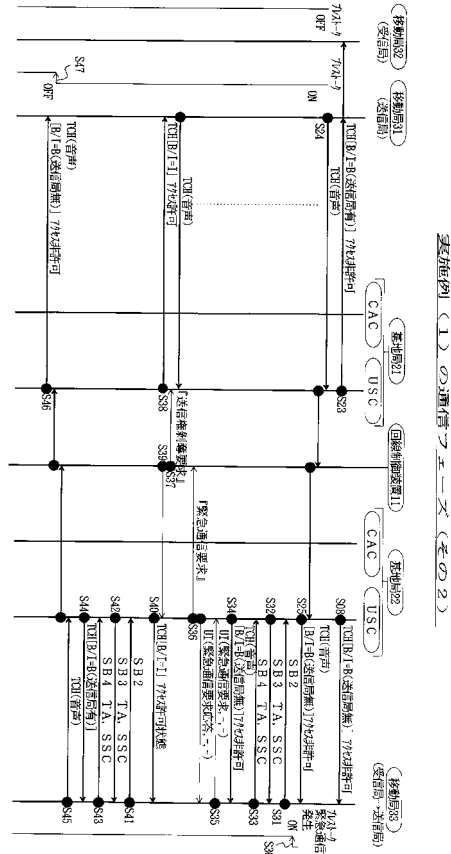 実施例(1)の通信フェーズ(その2)
移動局32
(受信局)
移動局31
(送信局)
基地局21
CAC
USC
回線制御装置11
基地局22
CAC
USC
移動局33
(受信局→送信局)
プレストーク
OFF
プレストーク
ON
S23
TCH[B/I=B(送信局有)] アクセス非許可
S08
TCH[B/I=B(送信局無)] アクセス非許可
プレストーク
緊急通信
発生
ON
S24
TCH(音声)
S25
TCH(音声)
[B/I=B(送信局無)]アクセス非許可
SB2
S31
S32
SB3 TA,SSC
SB4 TA,SSC
S33
TCH(音声)
S34
[B/I=B(送信局無)]アクセス非許可
UI(緊急通信要求,-,-)
S35
UI(緊急通信要求応答,-,-)
S36
『緊急通信要求』
S37
『送信権剥奪要求』
TCH(音声)
S38
TCH[B/I=I] アクセス許可
S39
S40
TCH[B/I=I] アクセス許可状態
SB2
S41
S42
SB3 TA,SSC
SB4 TA,SSC
S43
S44
TCH[B/I=B(送信局有)]
TCH(音声)
S45
S46
TCH(音声)
[B/I=B(送信局無)] アクセス非許可
S47
OFF